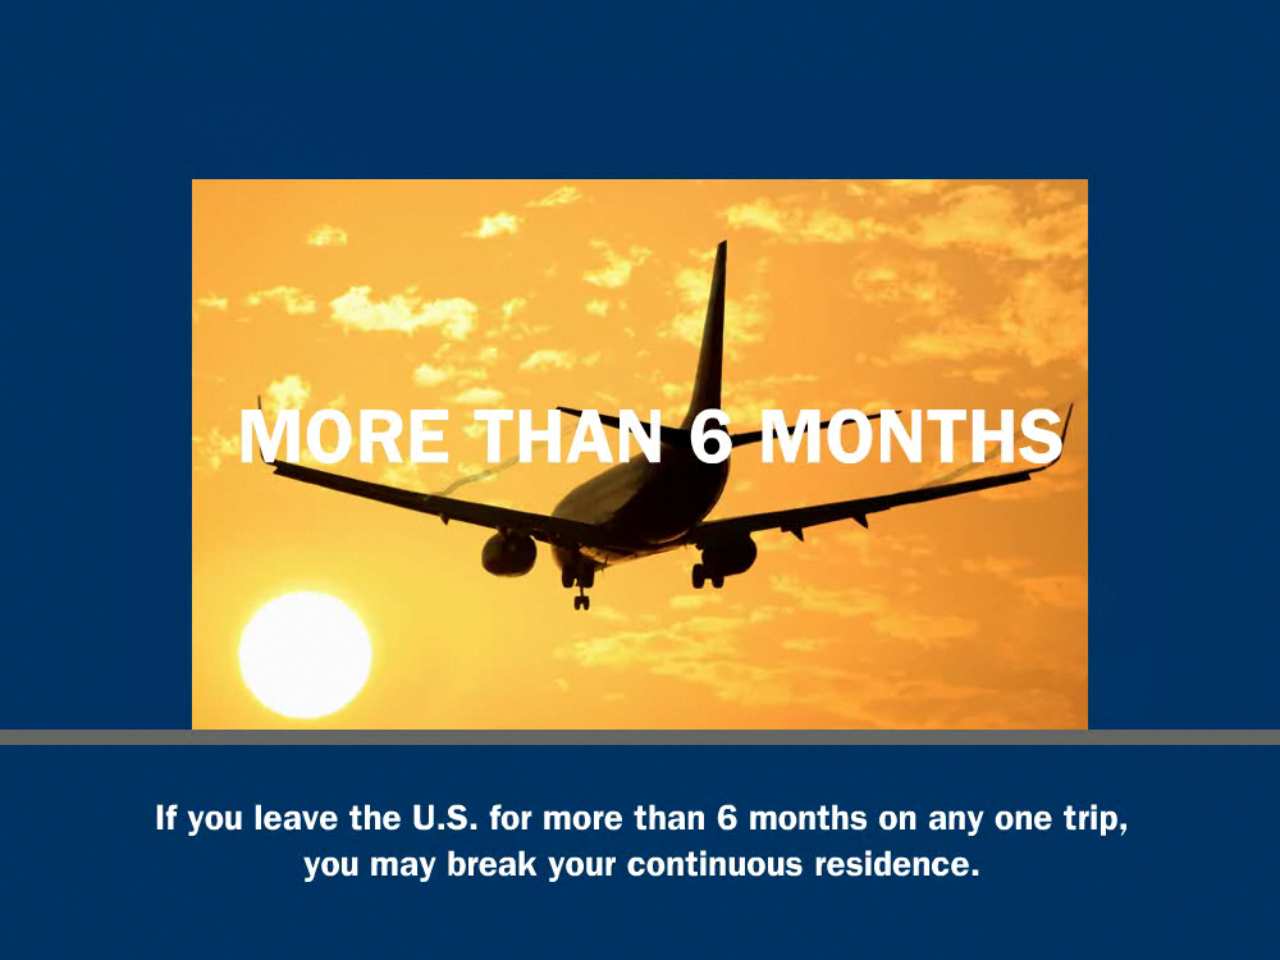 MORE THAN 6 MONTHS
If you leave the U.S. for more than 6 months on any one trip,
you may break your continuous residence.